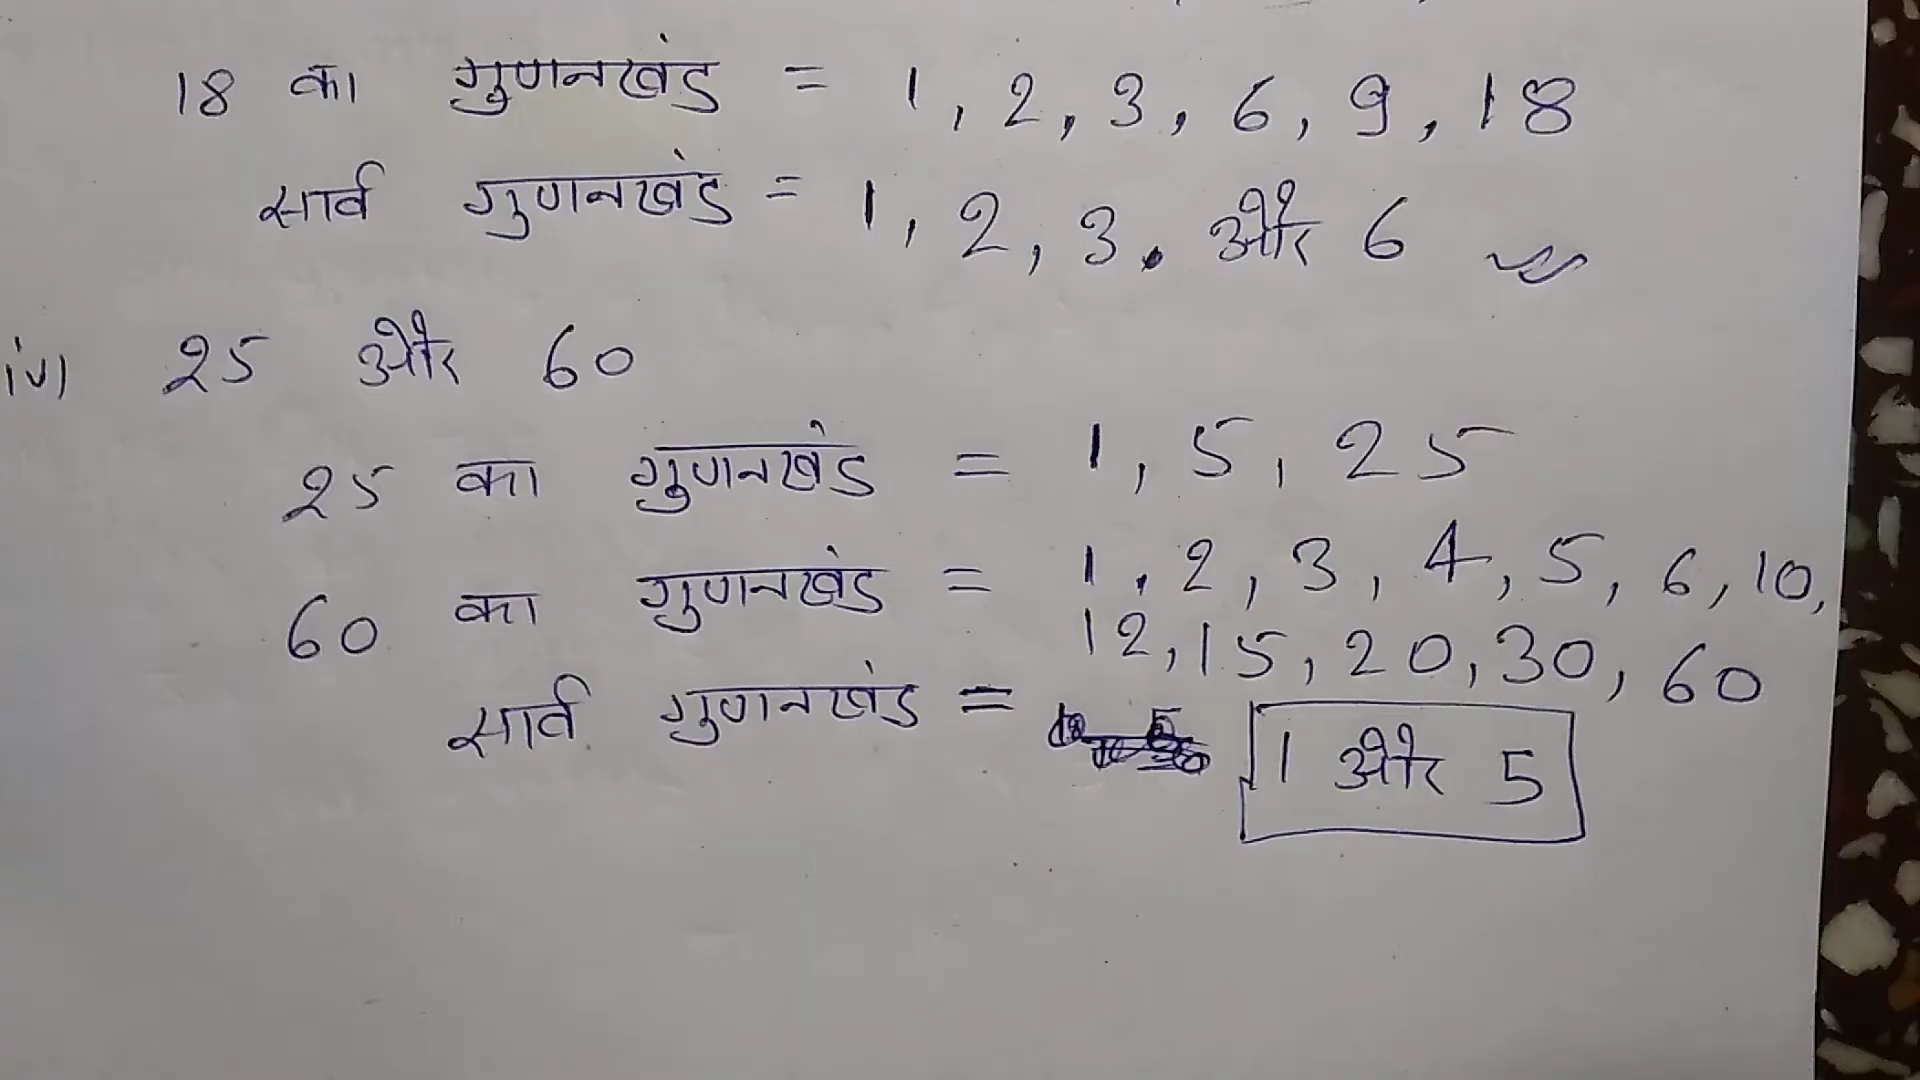 18 का गुणनखंड = 1, 2, 3, 6, 9, 18
सार्व गुणनखंड = 1, 2, 3, और 6
iv) 25 और 60
25 का गुणनखंड = 1, 5, 25
60 का गुणनखंड = 1, 2, 3, 4, 5, 6, 10,
12, 15, 20, 30, 60
सार्व गुणनखंड = 1 और 5